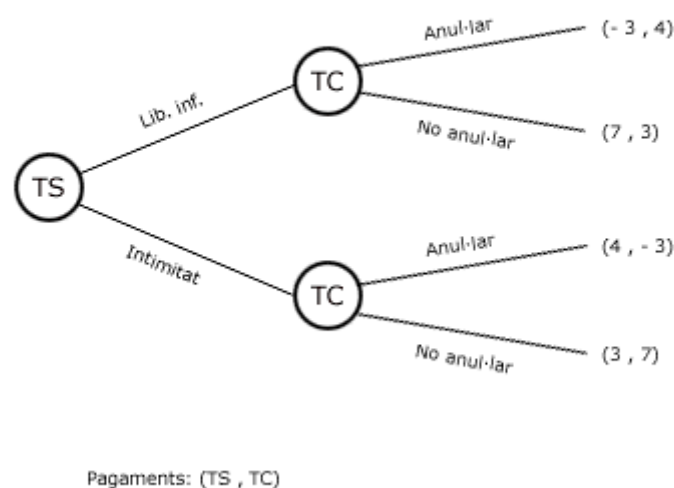 Anul·lar
(- 3 , 4)
TC
Lib. inf.
No anul·lar
(7 , 3)
TS
Anul·lar
(4 , - 3)
Intimitat
TC
No anul·lar
(3 , 7)
Pagaments: (TS , TC)